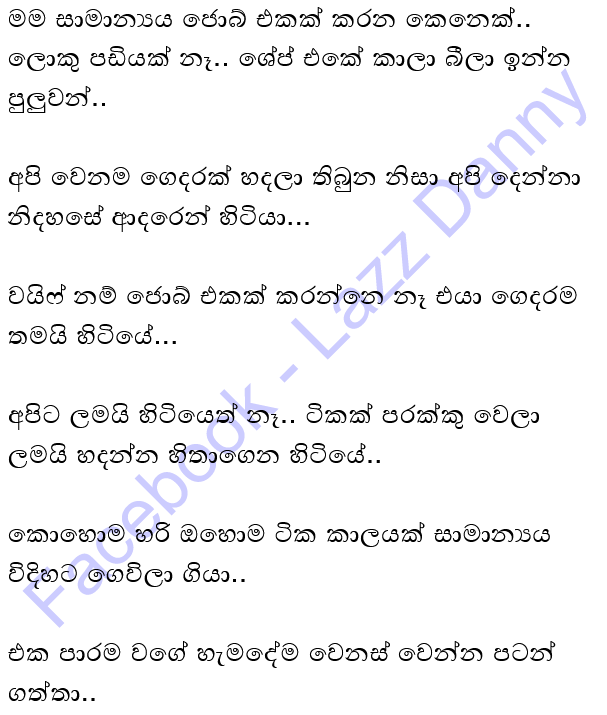 මම සාමාන්‍යය ජොබ් එකක් කරන කෙනෙක්..
ලොකු පඩියක් නෑ.. ශේප් එකේ කාලා බීලා ඉන්න
පුලුවන්..
අපි වෙනම ගෙදරක් හදලා තිබුන නිසා අපි දෙන්නා
නිදහසේ ආදරෙන් හිටියා...
වයිෆ් නම් ජොබ් එකක් කරන්නෙ නෑ එයා ගෙදරම
තමයි හිටියේ...
අපිට ලමයි හිටියෙත් නෑ.. ටිකක් පරක්කු වෙලා
ලමයි හදන්න හිතාගෙන හිටියේ..
කොහොම හරි ඔහොම ටික කාලයක් සාමාන්‍යය
විදිහට ගෙවිලා ගියා..
එක පාරම වගේ හැමදේම වෙනස් වෙන්න පටන්
ගත්තා..
Facebook - Lazz Danny